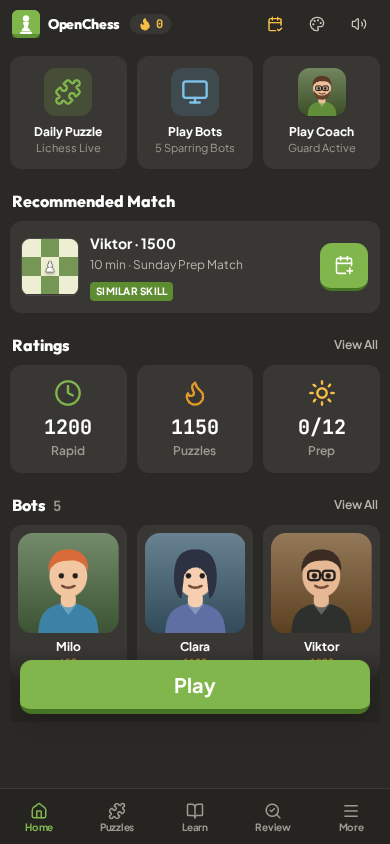 OpenChess
0
Daily Puzzle
Lichess Live
Play Bots
5 Sparring Bots
Play Coach
Guard Active
Recommended Match
Viktor · 1500
10 min · Sunday Prep Match
SIMILAR SKILL
Ratings
View All
1200
Rapid
1150
Puzzles
0/12
Prep
Bots 5
View All
Milo
Clara
Viktor
Play
Home
Puzzles
Learn
Review
More